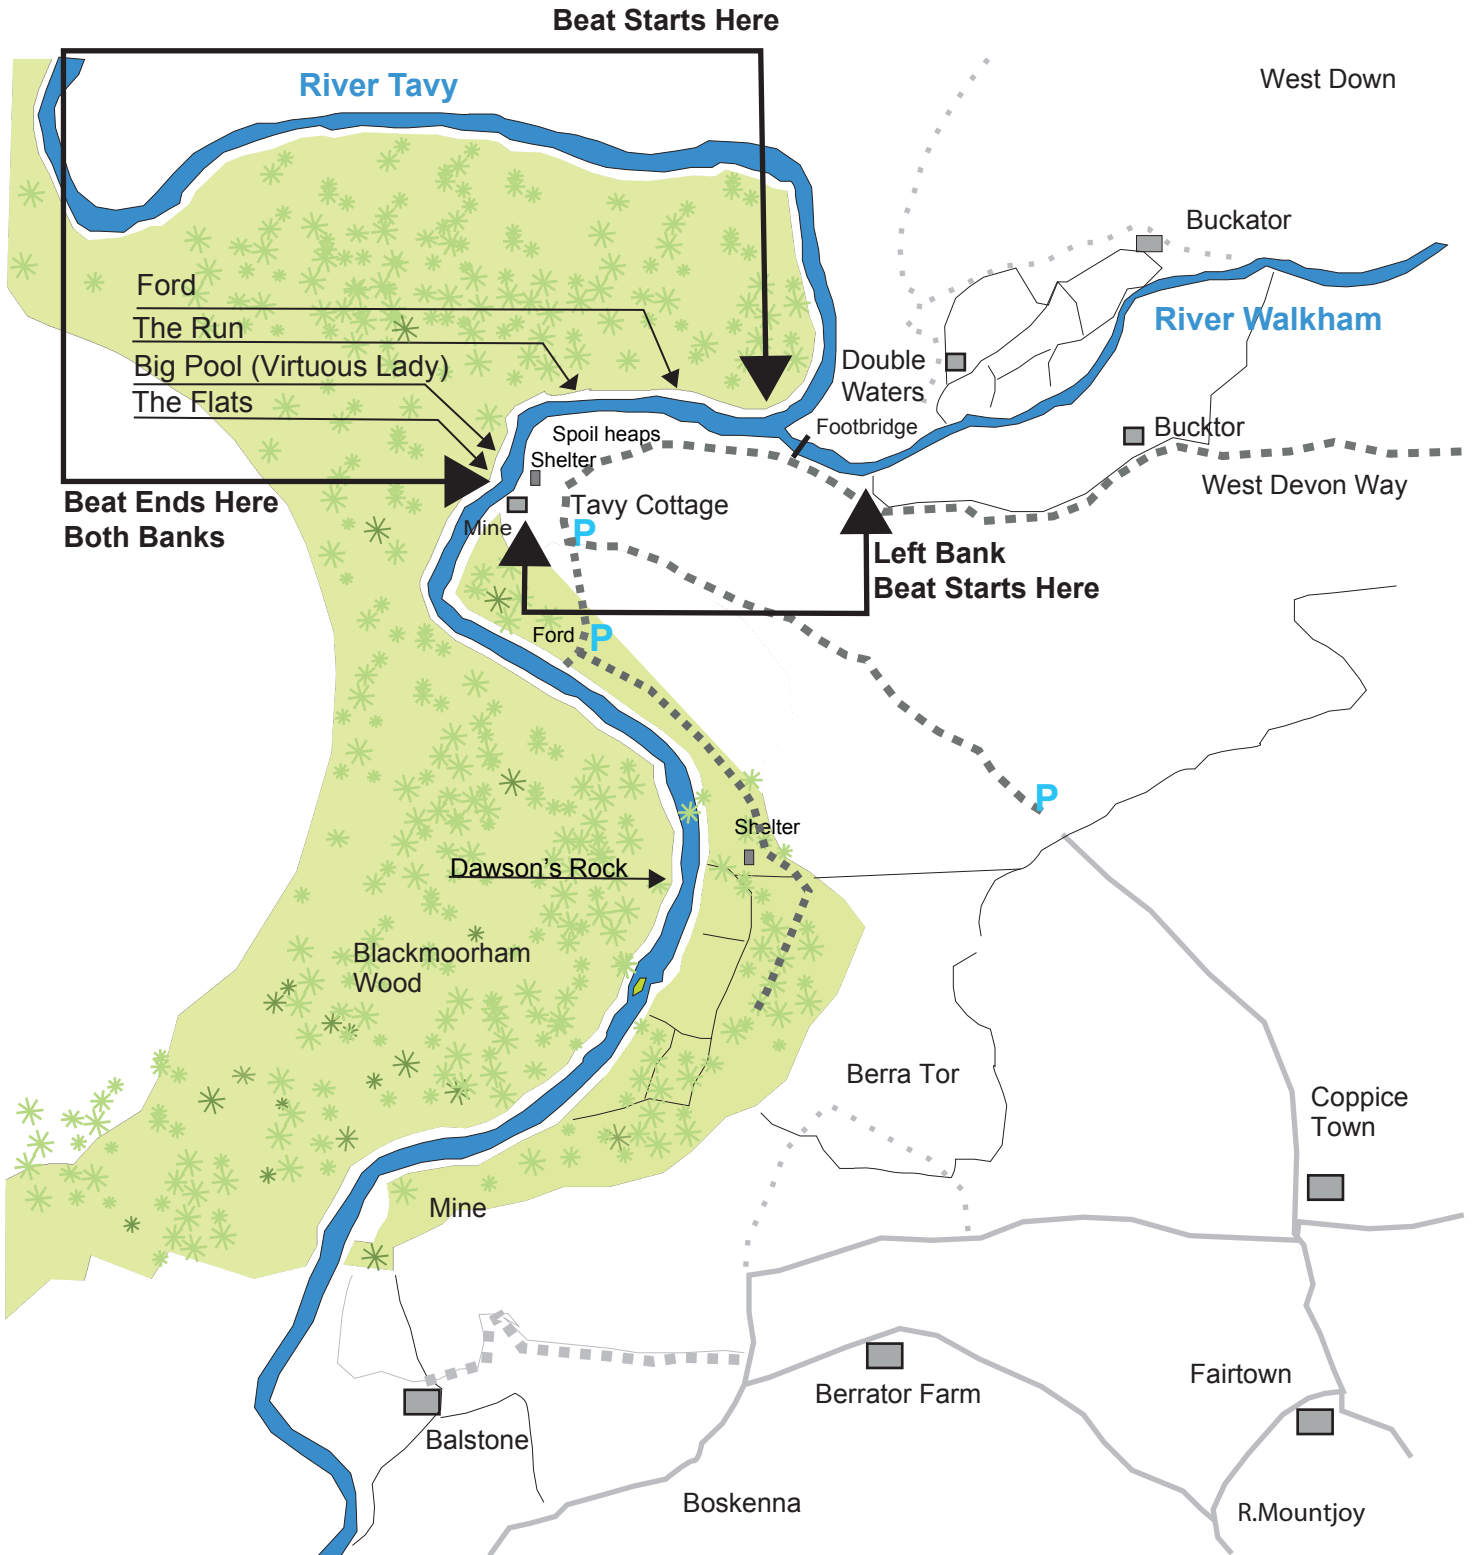 Beat Starts Here
River Tavy
West Down
Buckator
Ford
The Run
Big Pool (Virtuous Lady)
The Flats
River Walkham
Double
Waters
Footbridge
Bucktor
Spoil heaps
Shelter
West Devon Way
Beat Ends Here
Both Banks
Tavy Cottage
Mine
P
Left Bank
Beat Starts Here
Ford
P
P
Shelter
Dawson's Rock
Blackmoorham
Wood
Berra Tor
Coppice
Town
Mine
Fairtown
Berrator Farm
Balstone
Boskenna
R.Mountjoy